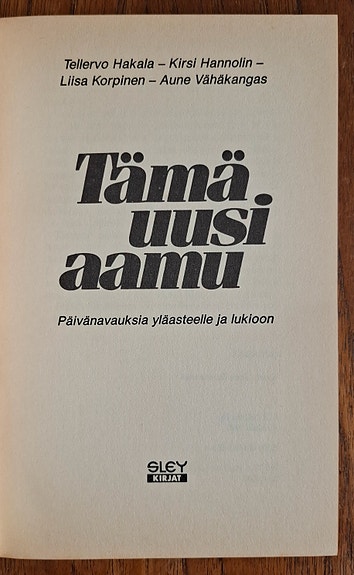 Tellervo Hakala – Kirsi Hannolin –
Liisa Korpinen – Aune Vähäkangas
Tämä
uusi
aamu
Päivänavauksia yläasteelle ja lukioon
SLEY
KIRJAT